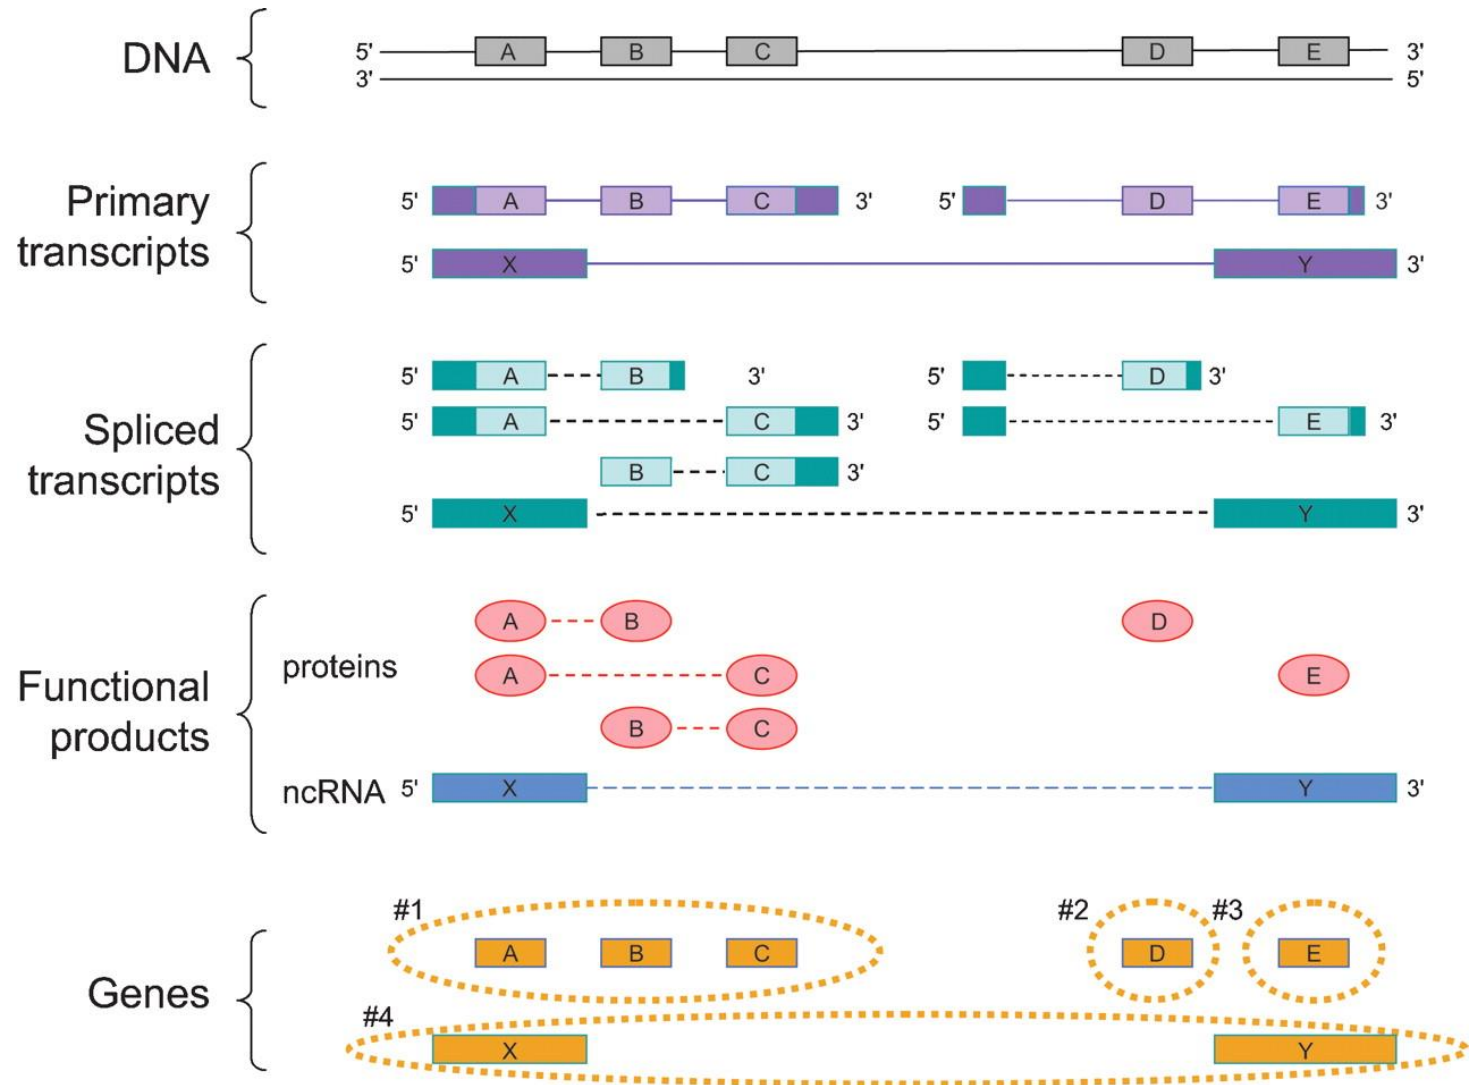 DNA
5' A B C D E 3'
3' 5'
Primary
transcripts
5' A B C 3' 5' D E 3'
5' X Y 3'
Spliced
transcripts
5' A B 3' 5' D 3'
5' A C 3' 5' E 3'
B C 3'
5' X Y 3'
Functional
products
proteins
A B D
A C E
B C
ncRNA 5' X Y 3'
Genes
#1 #2 #3
A B C D E
#4
X Y